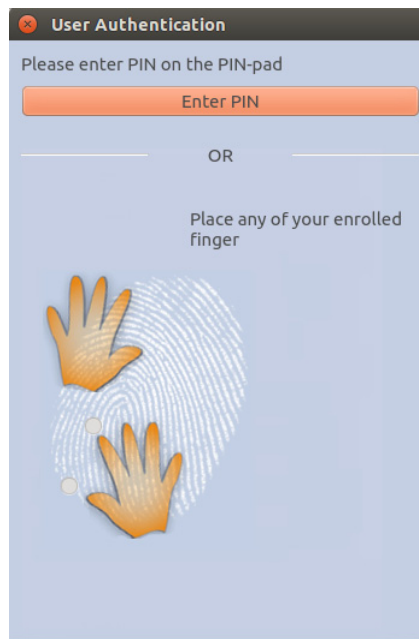 User Authentication
Please enter PIN on the PIN-pad
Enter PIN
OR
Place any of your enrolled
finger